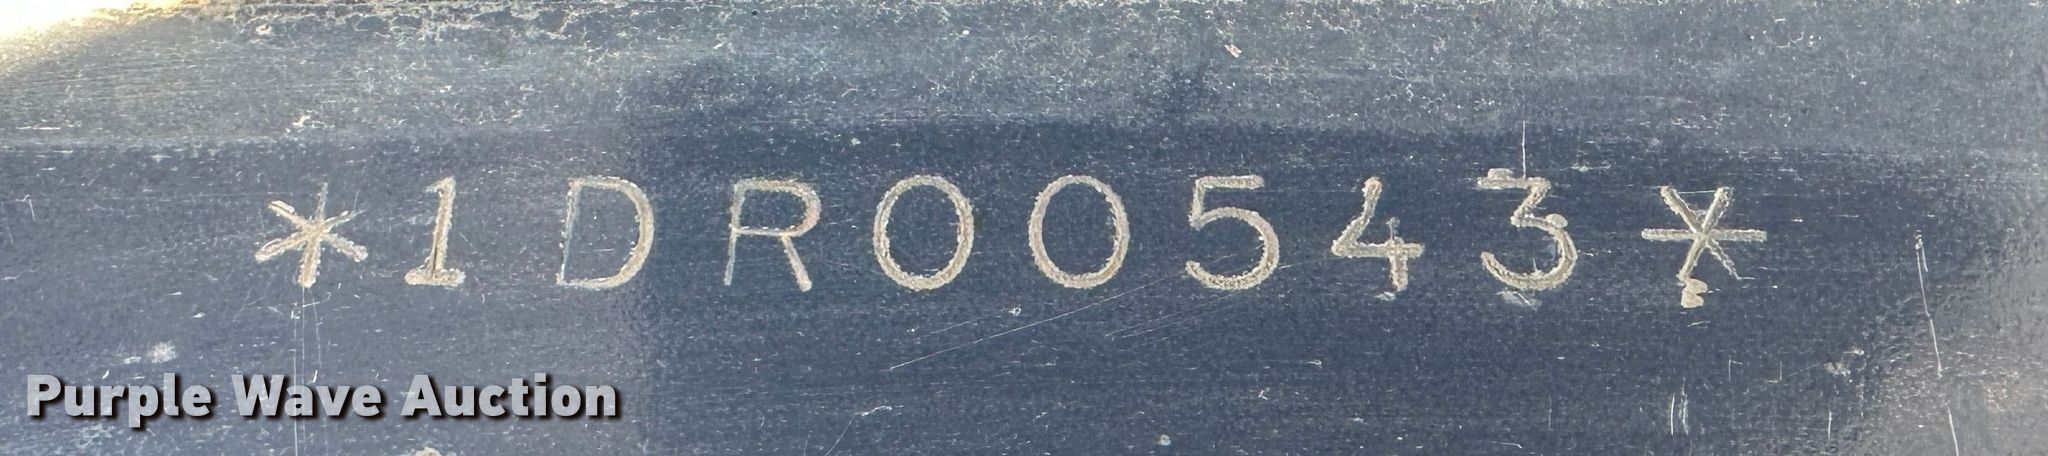 *1DR00543*
Purple Wave Auction